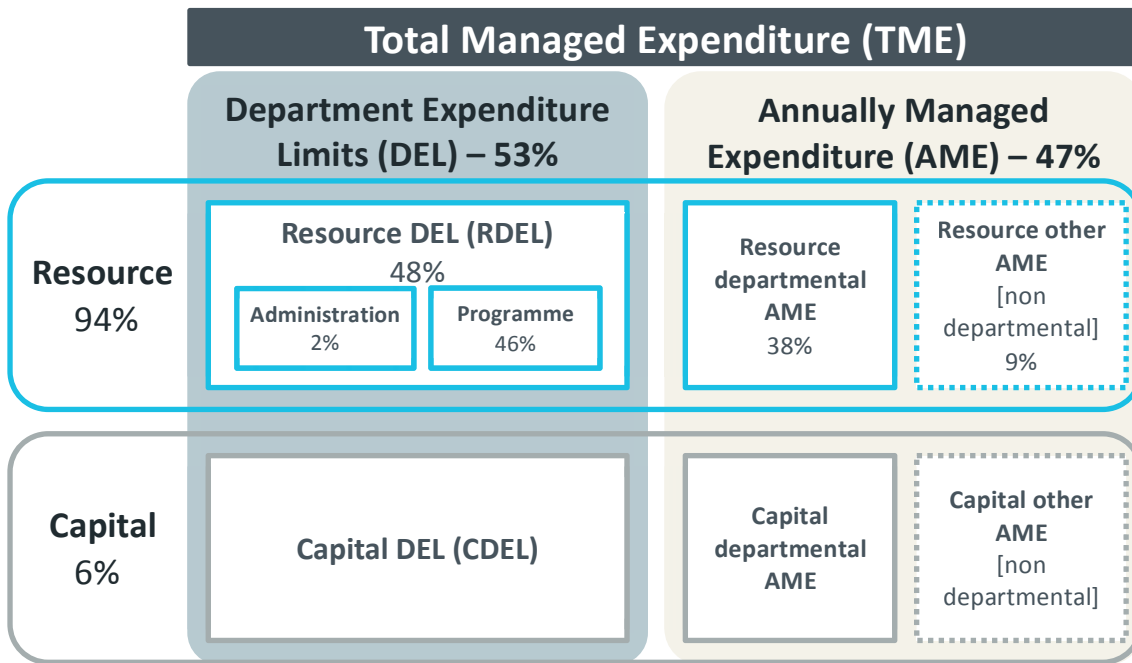 Total Managed Expenditure (TME)
Department Expenditure
Limits (DEL) – 53%
Annually Managed
Expenditure (AME) – 47%
Resource
94%
Resource DEL (RDEL)
48%
Administration
2%
Programme
46%
Resource
departmental
AME
38%
Resource other
AME
[non
departmental]
9%
Capital
6%
Capital DEL (CDEL)
Capital
departmental
AME
Capital other
AME
[non
departmental]